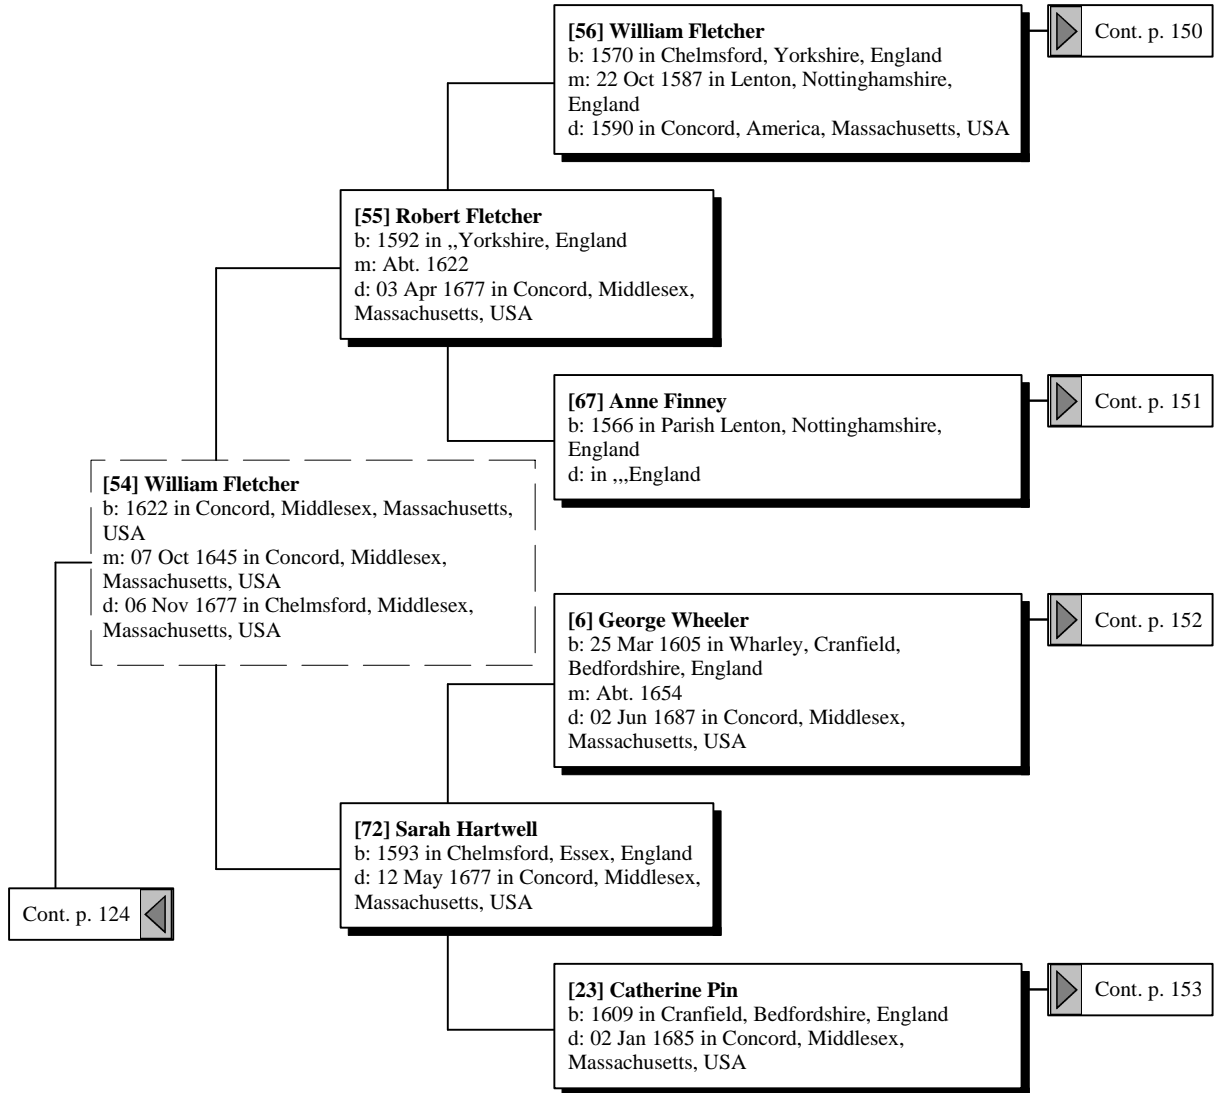 [56] William Fletcher
b: 1570 in Chelmsford, Yorkshire, England
m: 22 Oct 1587 in Lenton, Nottinghamshire,
England
d: 1590 in Concord, America, Massachusetts, USA
Cont. p. 150
[55] Robert Fletcher
b: 1592 in ,,Yorkshire, England
m: Abt. 1622
d: 03 Apr 1677 in Concord, Middlesex,
Massachusetts, USA
[67] Anne Finney
b: 1566 in Parish Lenton, Nottinghamshire,
England
d: in ,,,England
Cont. p. 151
[54] William Fletcher
b: 1622 in Concord, Middlesex, Massachusetts,
USA
m: 07 Oct 1645 in Concord, Middlesex,
Massachusetts, USA
d: 06 Nov 1677 in Chelmsford, Middlesex,
Massachusetts, USA
[6] George Wheeler
b: 25 Mar 1605 in Wharley, Cranfield,
Bedfordshire, England
m: Abt. 1654
d: 02 Jun 1687 in Concord, Middlesex,
Massachusetts, USA
Cont. p. 152
[72] Sarah Hartwell
b: 1593 in Chelmsford, Essex, England
d: 12 May 1677 in Concord, Middlesex,
Massachusetts, USA
Cont. p. 124
[23] Catherine Pin
b: 1609 in Cranfield, Bedfordshire, England
d: 02 Jan 1685 in Concord, Middlesex,
Massachusetts, USA
Cont. p. 153